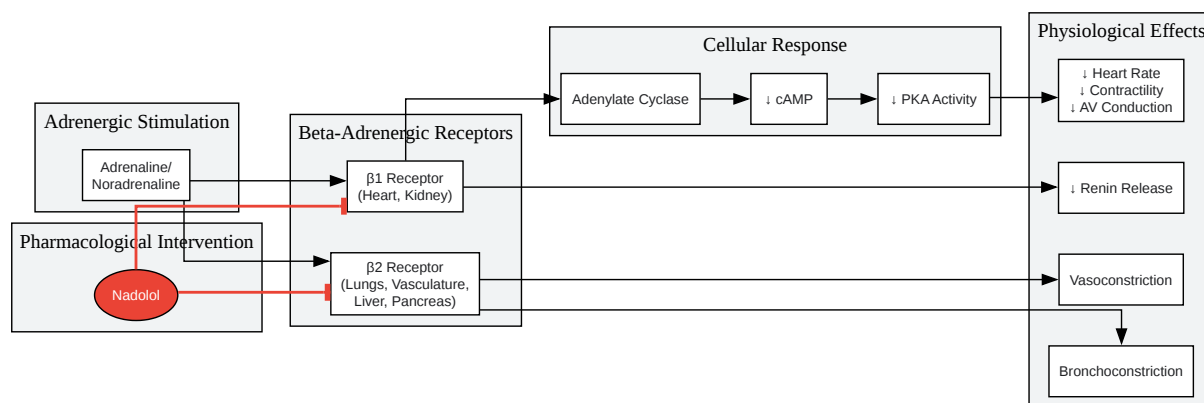 Adrenergic Stimulation
Adrenaline/
Noradrenaline
Pharmacological Intervention
Nadolol
Beta-Adrenergic Receptors
β1 Receptor
(Heart, Kidney)
β2 Receptor
(Lungs, Vasculature,
Liver, Pancreas)
Cellular Response
Adenylate Cyclase
↓ cAMP
↓ PKA Activity
Physiological Effects
↓ Heart Rate
↓ Contractility
↓ AV Conduction
↓ Renin Release
Vasoconstriction
Bronchoconstriction